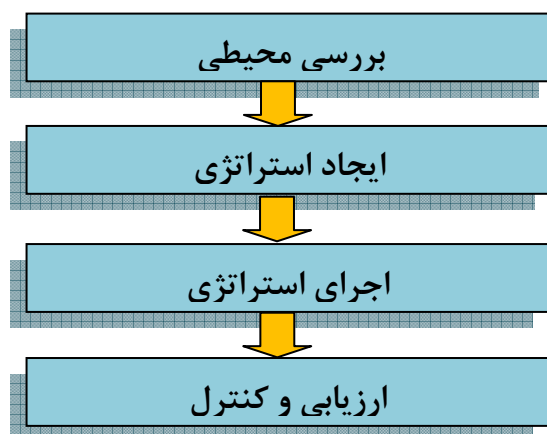 بررسی محیطی
ایجاد استراتژی
اجرای استراتژی
ارزیابی و کنترل